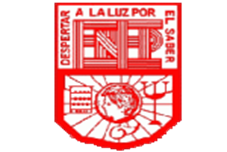 DESPERTAR
A LA LUZ POR
EL SABER
ENEP